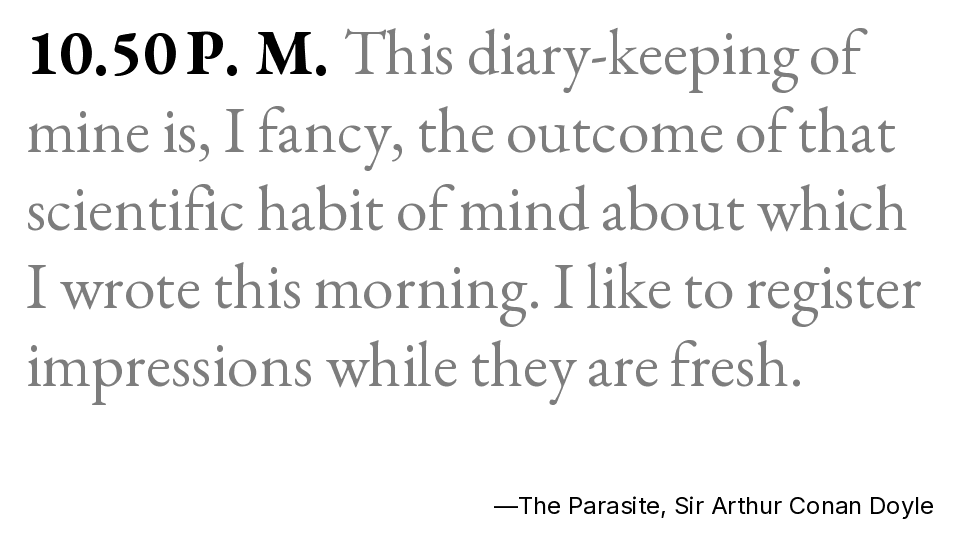 10.50 P. M. This diary-keeping of
mine is, I fancy, the outcome of that
scientific habit of mind about which
I wrote this morning. I like to register
impressions while they are fresh.
—The Parasite, Sir Arthur Conan Doyle